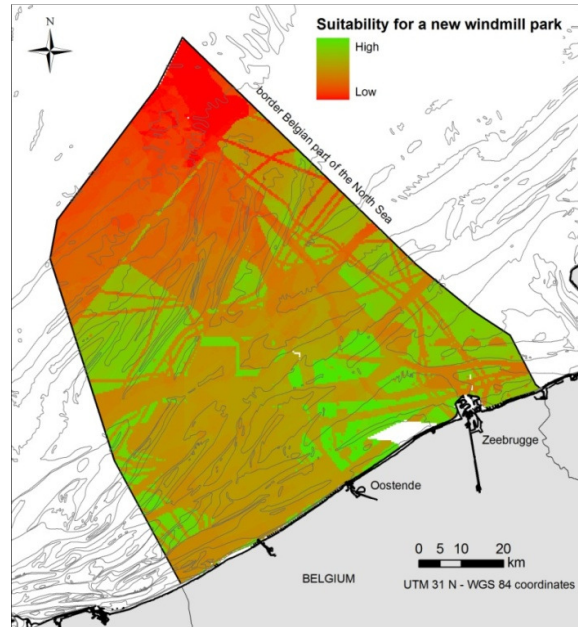 N
Suitability for a new windmill park
High
Low
border Belgian part of the North Sea
Zeebrugge
Oostende
BELGIUM
0 5 10 20
km
UTM 31 N - WGS 84 coordinates